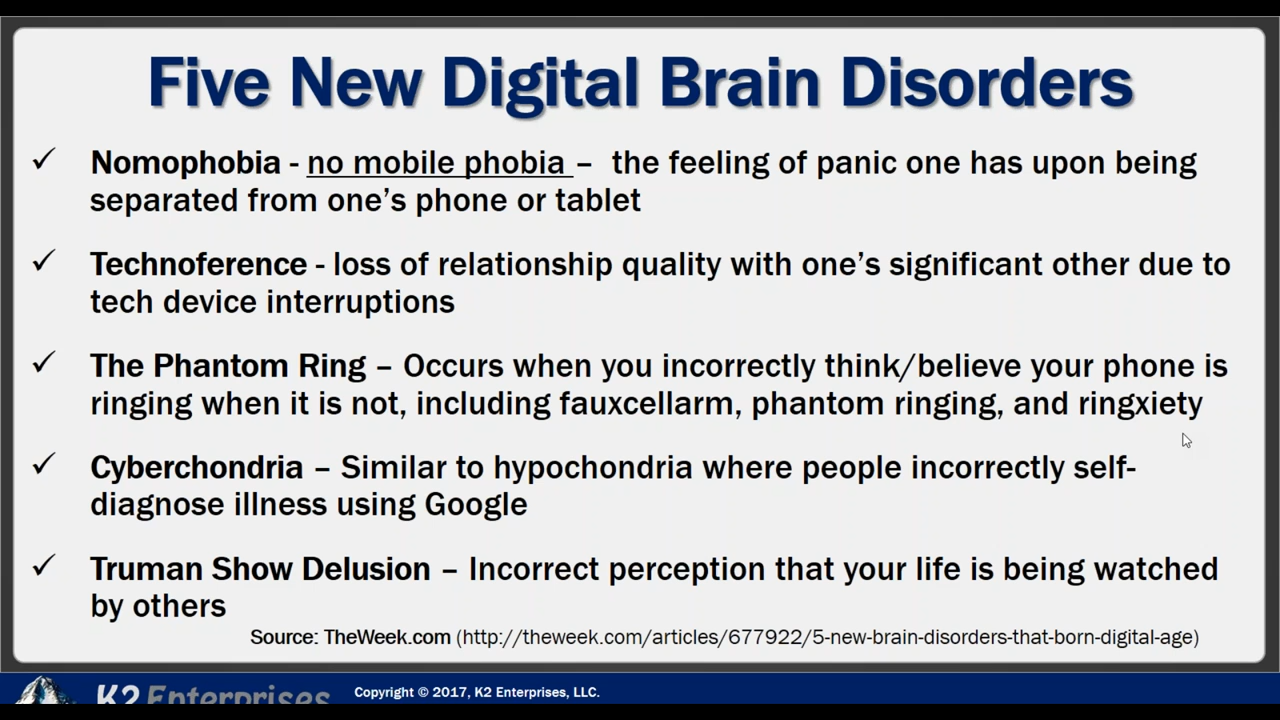 Five New Digital Brain Disorders
✓ Nomophobia - no mobile phobia – the feeling of panic one has upon being
separated from one's phone or tablet
✓ Technoference - loss of relationship quality with one's significant other due to
tech device interruptions
✓ The Phantom Ring – Occurs when you incorrectly think/believe your phone is
ringing when it is not, including fauxcellarm, phantom ringing, and ringxiety
✓ Cyberchondria – Similar to hypochondria where people incorrectly self-
diagnose illness using Google
✓ Truman Show Delusion – Incorrect perception that your life is being watched
by others
Source: TheWeek.com (http://theweek.com/articles/677922/5-new-brain-disorders-that-born-digital-age)
K2 Enterprises
Copyright © 2017, K2 Enterprises, LLC.